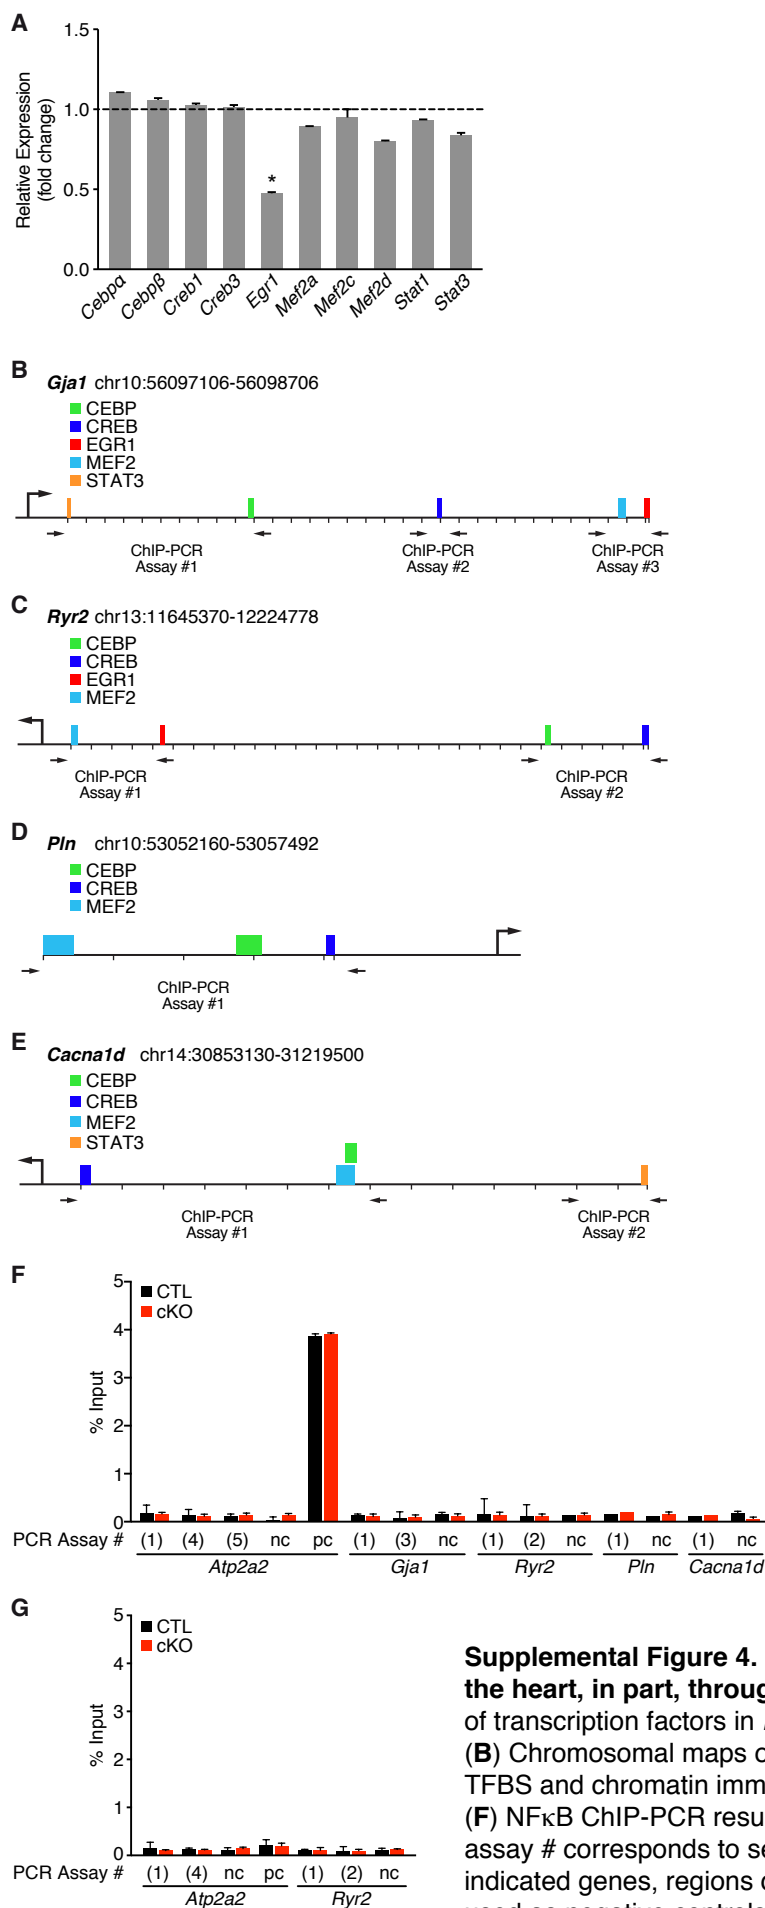 A
Relative Expression
(fold change)
1.5
1.0
0.5
0.0
*
Cebpα
Cebpβ
Creb1
Creb3
Egr1
Mef2a
Mef2c
Mef2d
Stat1
Stat3
B
Gja1 chr10:56097106-56098706
CEBP
CREB
EGR1
MEF2
STAT3
ChIP-PCR
Assay #1
ChIP-PCR
Assay #2
ChIP-PCR
Assay #3
C
Ryr2 chr13:11645370-12224778
CEBP
CREB
EGR1
MEF2
ChIP-PCR
Assay #1
ChIP-PCR
Assay #2
D
Pln chr10:53052160-53057492
CEBP
CREB
MEF2
ChIP-PCR
Assay #1
E
Cacna1d chr14:30853130-31219500
CEBP
CREB
MEF2
STAT3
ChIP-PCR
Assay #1
ChIP-PCR
Assay #2
F
% Input
5
4
3
2
1
0
CTL
cKO
PCR Assay # (1) (4) (5) nc pc (1) (3) nc (1) (2) nc (1) nc (1) nc
Atp2a2 Gja1 Ryr2 Pln Cacna1d
G
% Input
5
4
3
2
1
0
CTL
cKO
PCR Assay # (1) (4) nc pc (1) (2) nc
Atp2a2 Ryr2
Supplemental Figure 4.
the heart, in part, throug
of transcription factors in
(B) Chromosomal maps o
TFBS and chromatin imm
(F) NFκB ChIP-PCR resu
assay # corresponds to se
indicated genes, regions o